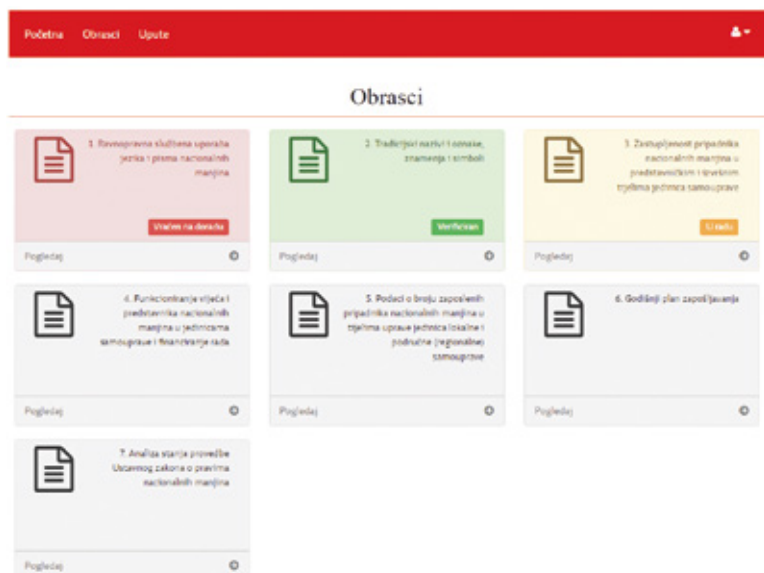 Početna Obrasci Upute
Obrasci
1. Ravnopravna službena uporaba
jezika i pisma nacionalnih
manjina
Vraćen na doradu
Pogledaj
2. Tradicijski nazivi i oznake,
znamenja i simboli
Verificiran
Pogledaj
3. Zastupljenost pripadnika
nacionalnih manjina u
predstavničkim i izvršnim
tijelima jedinica samouprave
U radu
Pogledaj
4. Funkcioniranje vijeća i
predstavnika nacionalnih
manjina u jedinicama
samouprave i financiranje rada
Pogledaj
5. Podaci o broju zaposlenih
pripadnika nacionalnih manjina u
tijelima uprave jedinica lokalne i
područne (regionalne)
samouprave
Pogledaj
6. Godišnji plan zapošljavanja
Pogledaj
7. Analiza stanja provedbe
Ustavnog zakona o pravima
nacionalnih manjina
Pogledaj